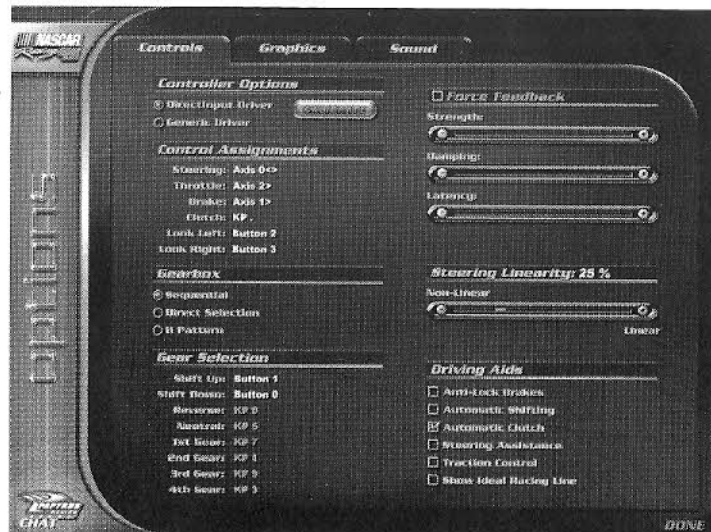 NASCAR
Controls
Graphics
Sound
options
Controller Options
DirectInput Driver
Generic Driver
Control Assignments
Steering: Axis 0<>
Throttle: Axis 2>
Brake: Axis 1>
Clutch: KP .
Look Left: Button 2
Look Right: Button 3
Gearbox
Sequential
Direct Selection
H Pattern
Gear Selection
Shift Up: Button 1
Shift Down: Button 0
Reverse: KP 0
Neutral: KP 5
1st Gear: KP 7
2nd Gear: KP 1
3rd Gear: KP 9
4th Gear: KP 3
Force Feedback
Strength:
Damping:
Latency:
Steering Linearity: 25 %
Non-Linear
Linear
Driving Aids
Anti-Lock Brakes
Automatic Shifting
Automatic Clutch
Steering Assistance
Traction Control
Show Ideal Racing Line
CHAT
DONE